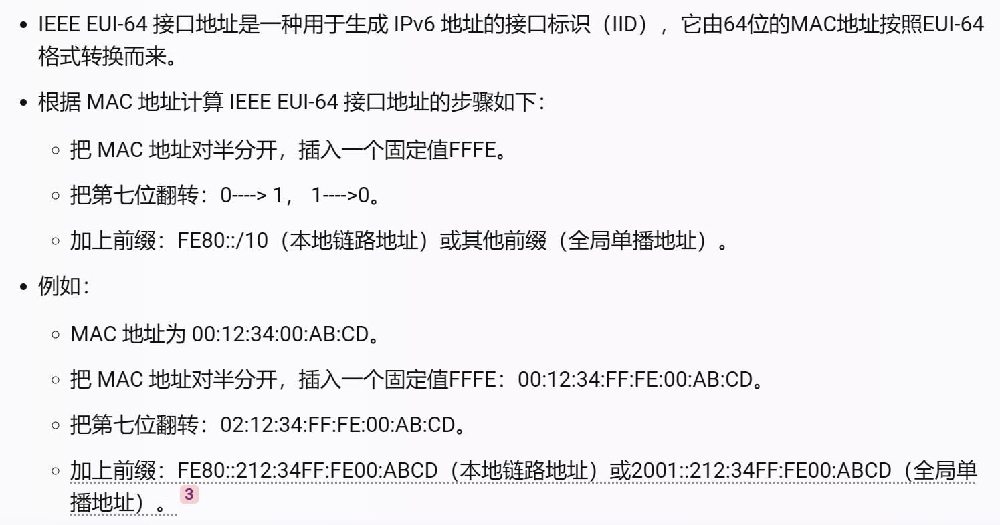 • IEEE EUI-64 接口地址是一种用于生成 IPv6 地址的接口标识（IID），它由64位的MAC地址按照EUI-64
格式转换而来。
• 根据 MAC 地址计算 IEEE EUI-64 接口地址的步骤如下：
○ 把 MAC 地址对半分开，插入一个固定值FFFE。
○ 把第七位翻转：0----> 1， 1---->0。
○ 加上前缀：FE80::/10（本地链路地址）或其他前缀（全局单播地址）。
• 例如：
○ MAC 地址为 00:12:34:00:AB:CD。
○ 把 MAC 地址对半分开，插入一个固定值FFFE：00:12:34:FF:FE:00:AB:CD。
○ 把第七位翻转：02:12:34:FF:FE:00:AB:CD。
○ 加上前缀：FE80::212:34FF:FE00:ABCD（本地链路地址）或2001::212:34FF:FE00:ABCD（全局单
播地址）。 3